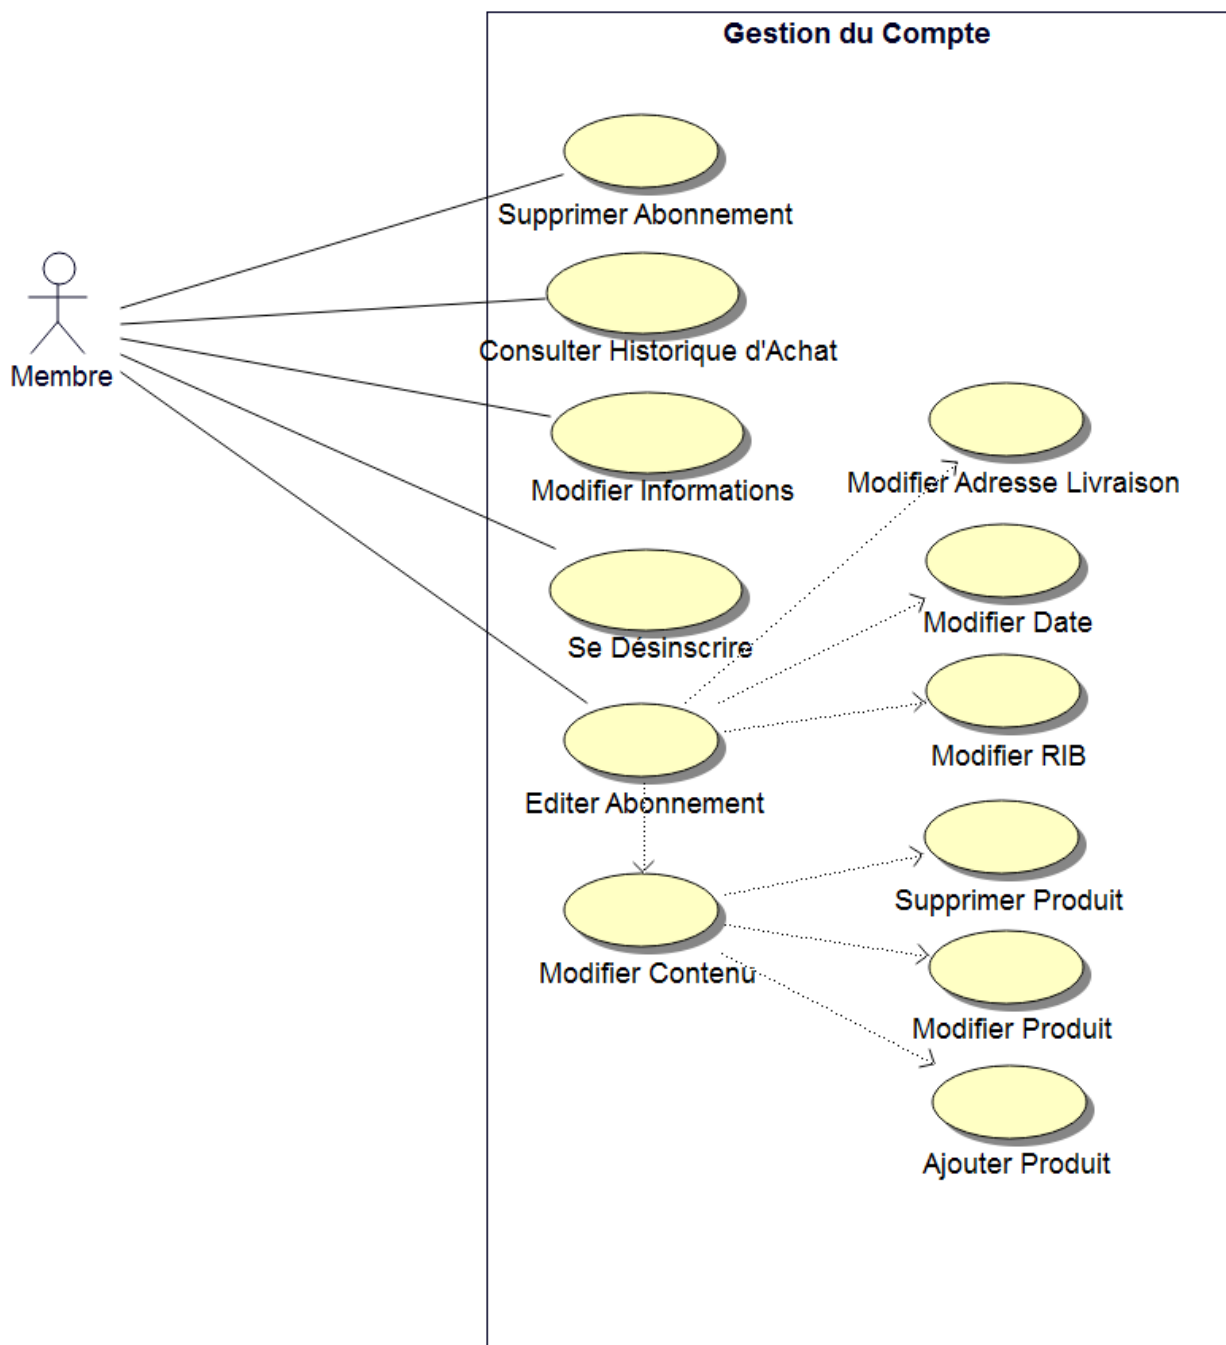 Gestion du Compte
Supprimer Abonnement
Consulter Historique d'Achat
Membre
Modifier Informations
Modifier Adresse Livraison
Modifier Date
Se Désinscrire
Modifier RIB
Editer Abonnement
Supprimer Produit
Modifier Contenu
Modifier Produit
Ajouter Produit